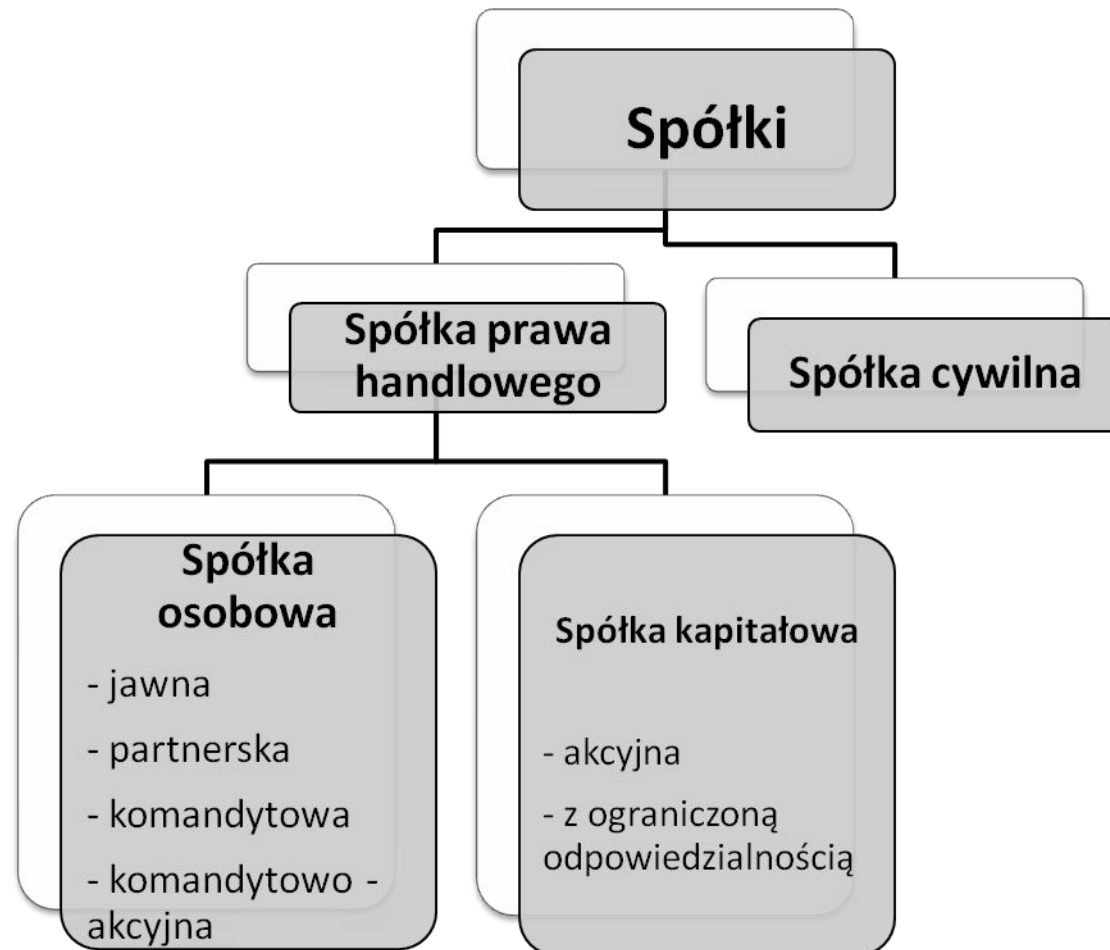 Spółki
Spółka prawa
handlowego
Spółka cywilna
Spółka
osobowa
- jawna
- partnerska
- komandytowa
- komandytowo -
akcyjna
Spółka kapitałowa
- akcyjna
- z ograniczoną
odpowiedzialnością